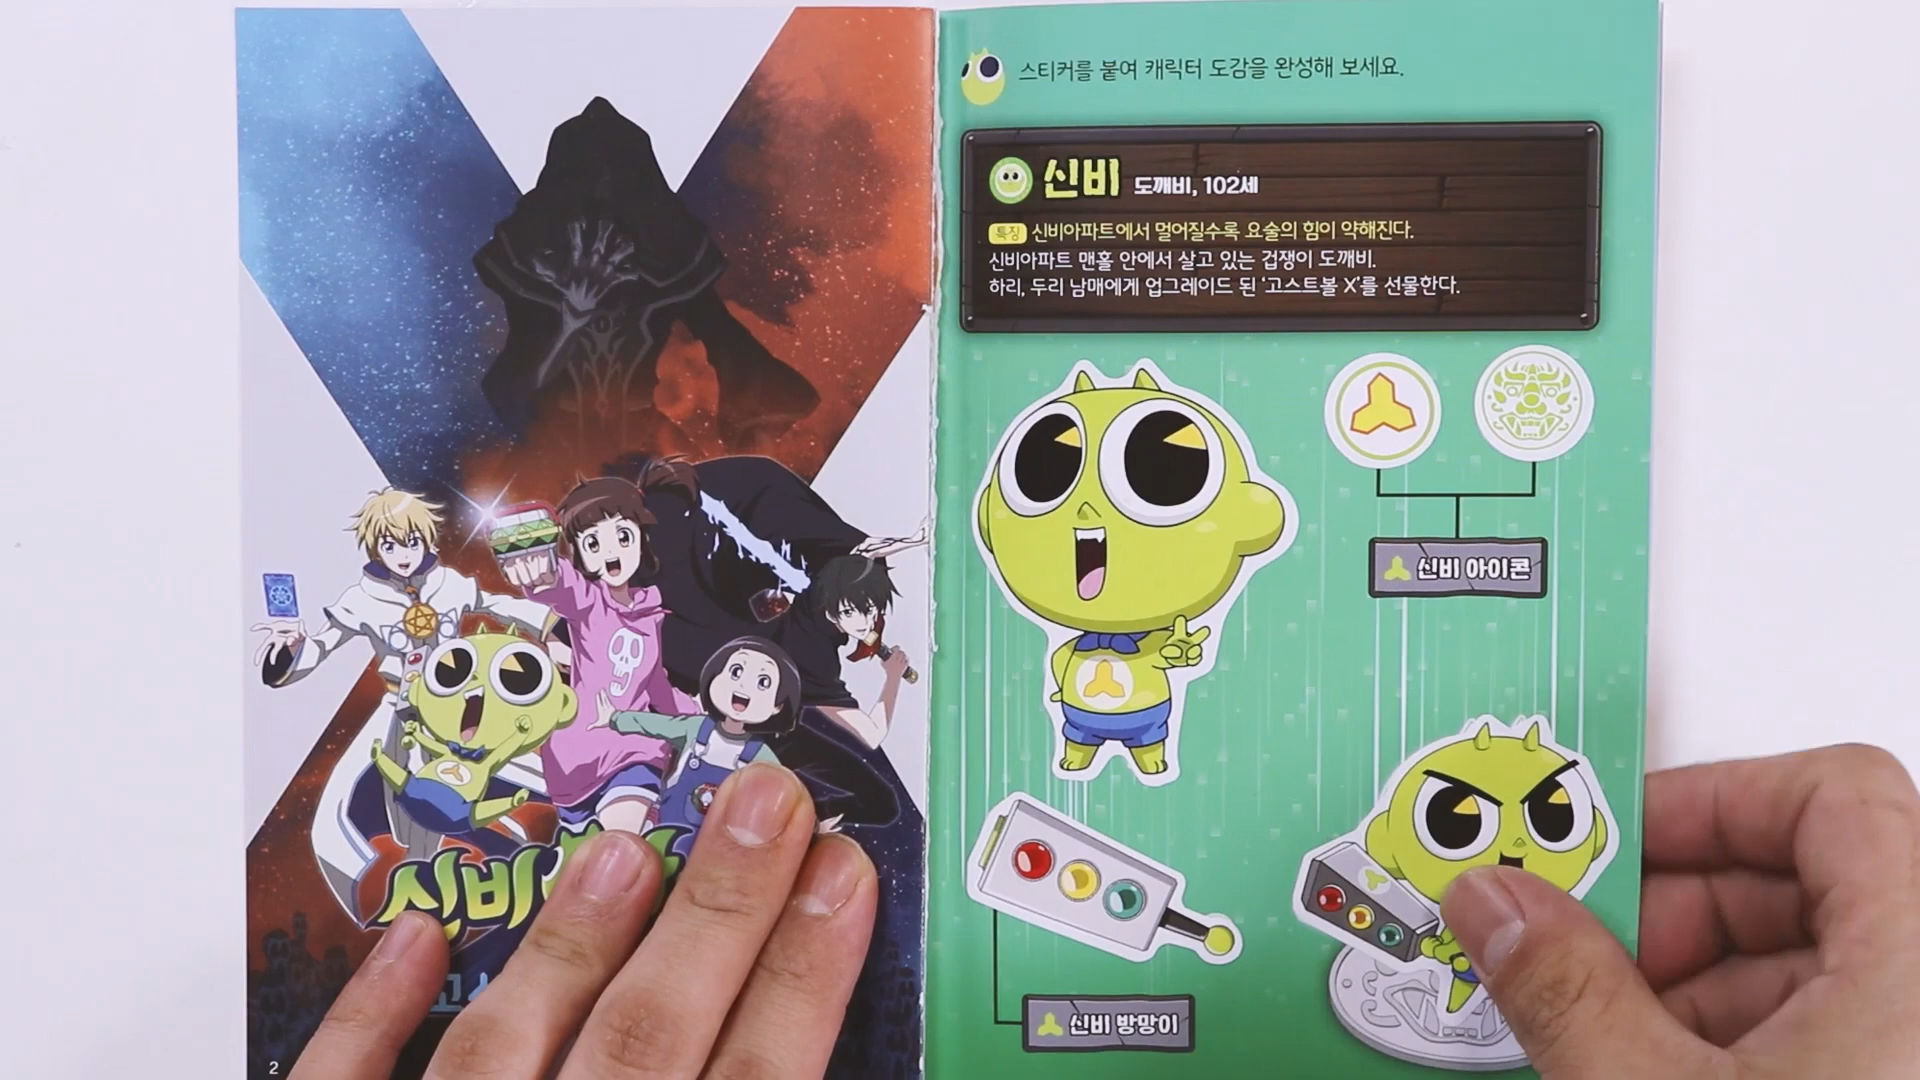 신비
2
스티커를 붙여 캐릭터 도감을 완성해 보세요.
신비 도깨비, 102세
특징 신비아파트에서 멀어질수록 요술의 힘이 약해진다.
신비아파트 맨홀 안에서 살고 있는 겁쟁이 도깨비.
하리, 두리 남매에게 업그레이드 된 '고스트볼 X'를 선물한다.
신비 아이콘
신비 방망이